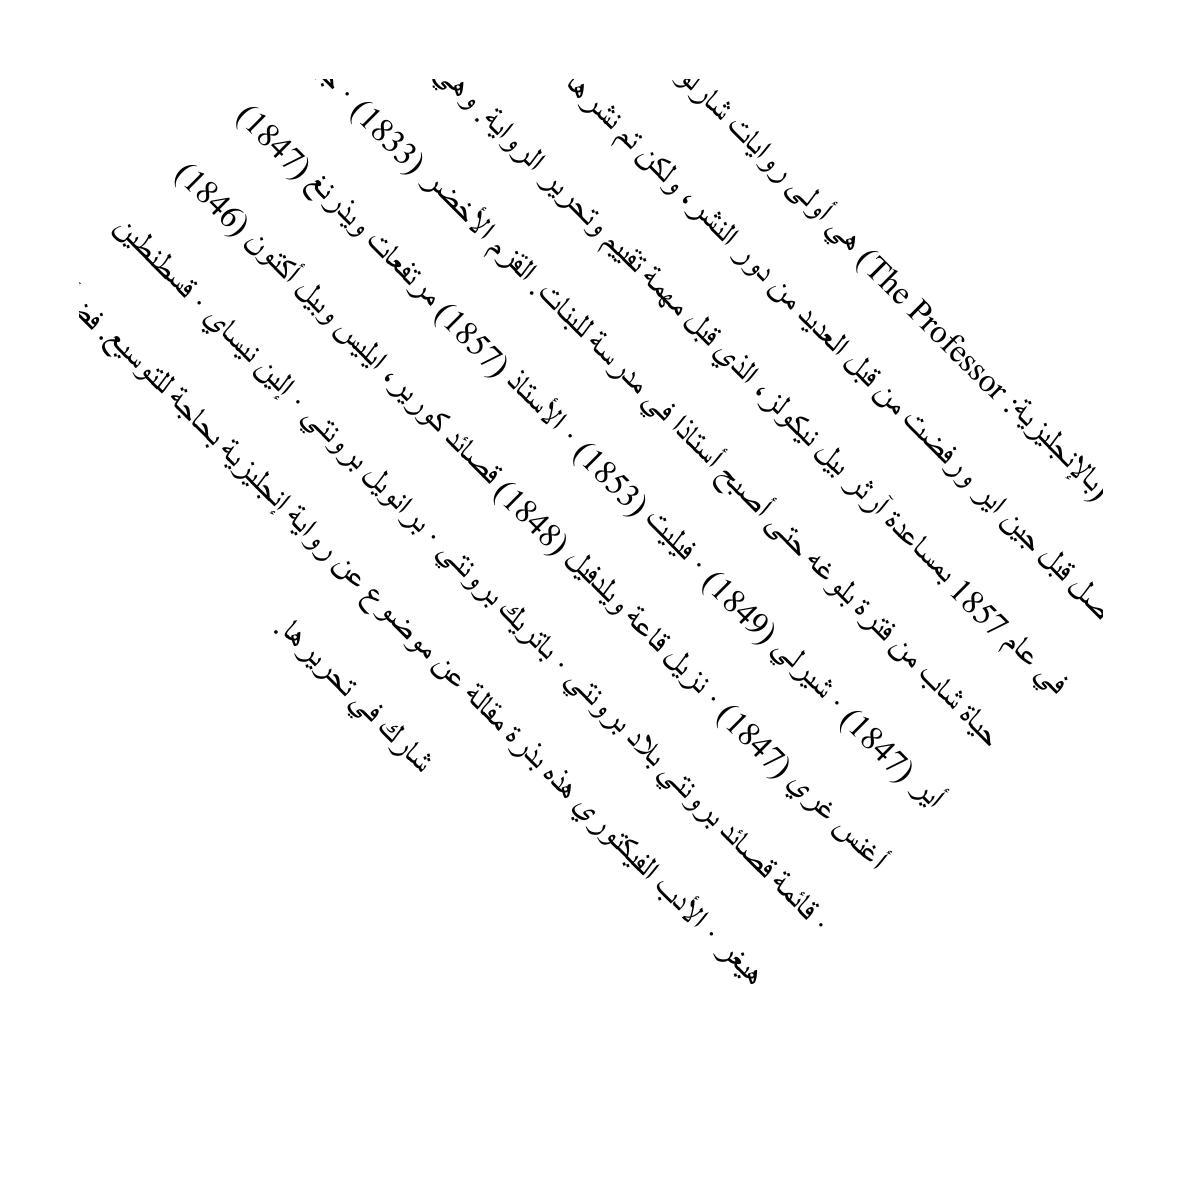 (بالإنجليزية: The Professor) هي أولى روايات
قبل جين اير ورفضت من قبل العديد من دور النشر، ولكن تم نشرها
في عام 1857 بمساعدة آرثر بيل نيكولز، الذي قبل مهمة تقييم وتحرير الرواية. وهي
حياة شاب من فترة بلوغه حتى أصبح أستاذا في مدرسة للبنات. القزم الأخضر (1833) ·
أير (1847) · شيرلي (1849) · فيليت (1853) · الأستاذ (1857) مرتفعات ويذرنغ (1847)
أغنس غري (1847) · نزيل قاعة ويلدفيل (1848) قصائد كورير، ايليس وبيل أكتون (1846)
· قائمة قصائد برونتي بلاد برونتي · باتريك برونتي · برانويل برونتي · إلين نيساي · قسطنطين
هيغر · الأدب الفيكتوري هذه بذرة مقالة عن موضوع عن رواية إنجليزية بحاجة للتوسيع.
شارك في تحريرها.